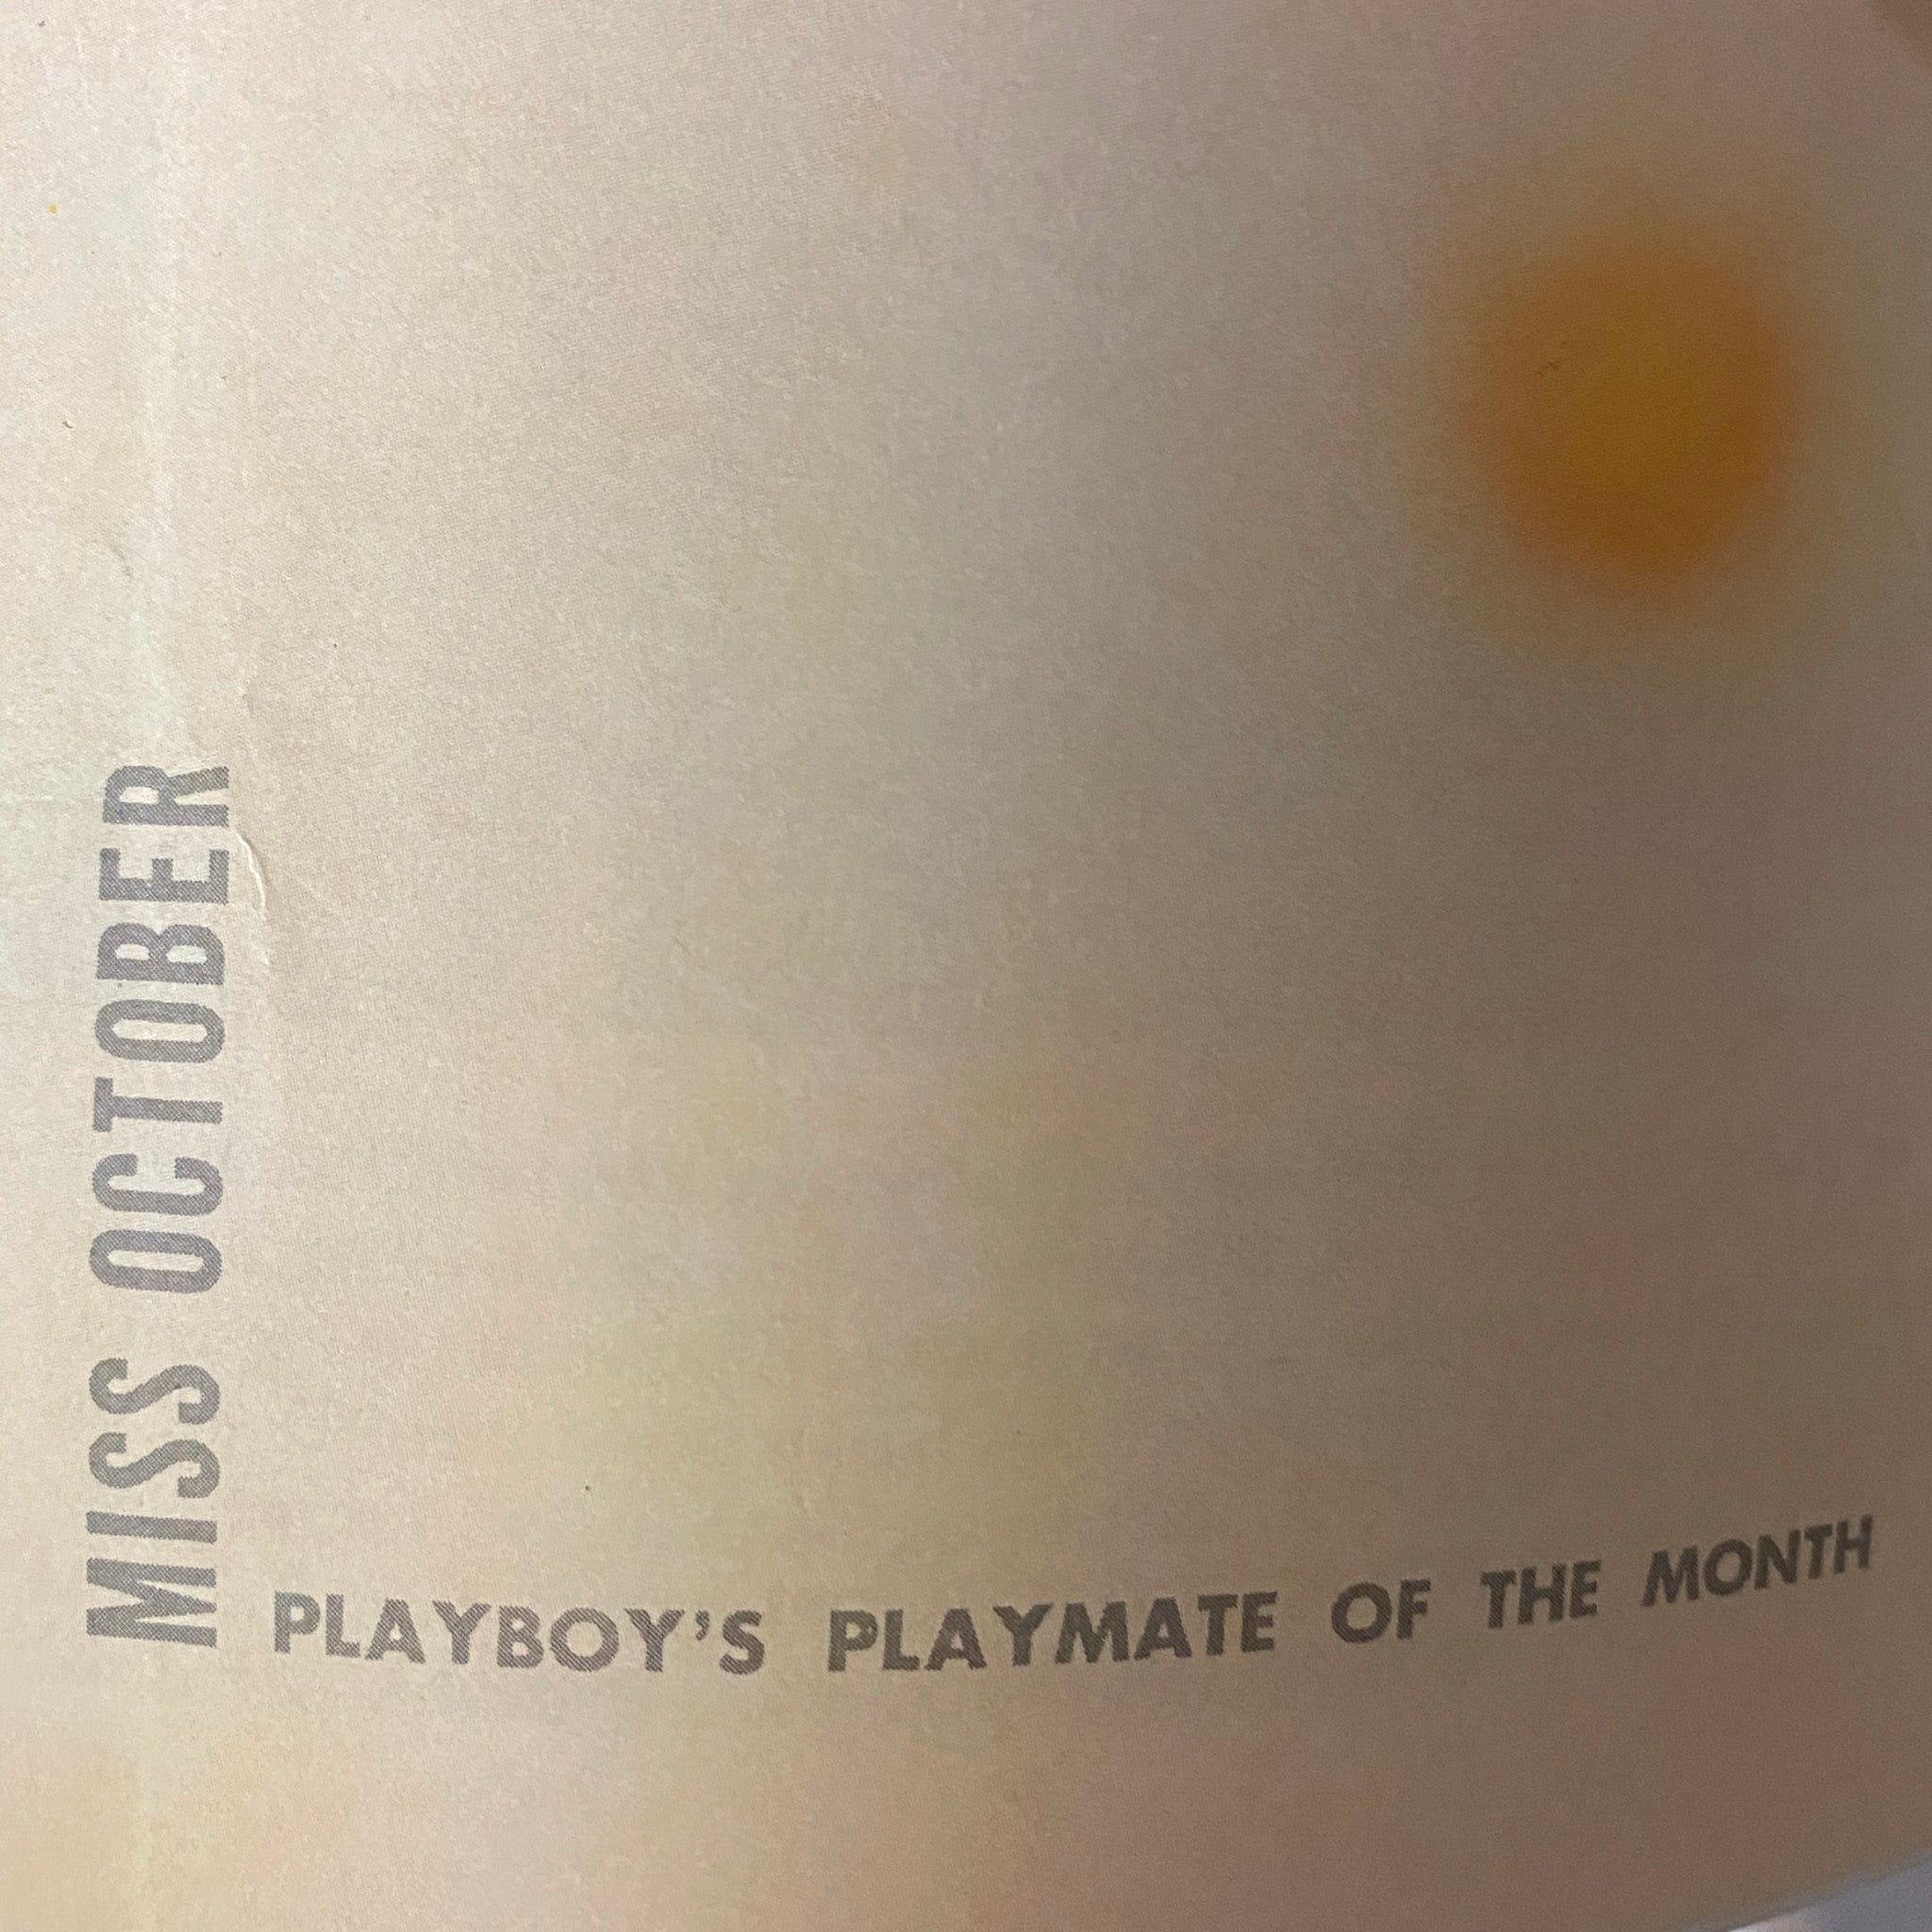 MISS OCTOBER
PLAYBOY'S PLAYMATE OF THE MONTH